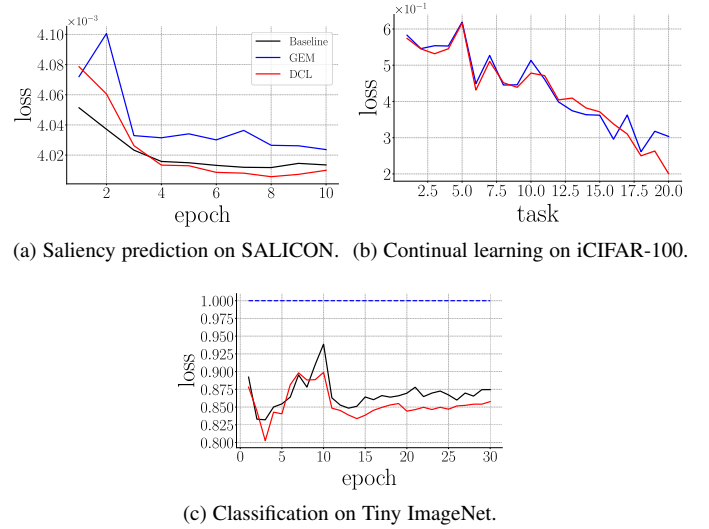 ×10⁻³
4.10
4.08
4.06
4.04
4.02
loss
Baseline
GEM
DCL
2 4 6 8 10
epoch
×10⁻¹
6
5
4
3
2
loss
2.5 5.0 7.5 10.0 12.5 15.0 17.5 20.0
task
(a) Saliency prediction on SALICON. (b) Continual learning on iCIFAR-100.
1.000
0.975
0.950
0.925
0.900
0.875
0.850
0.825
0.800
loss
0 5 10 15 20 25 30
epoch
(c) Classification on Tiny ImageNet.